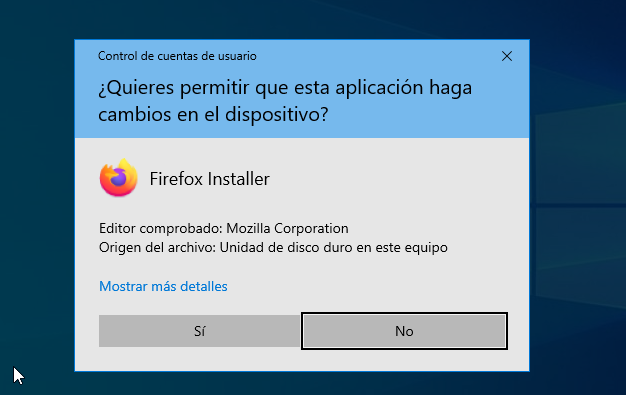 Control de cuentas de usuario
¿Quieres permitir que esta aplicación haga
cambios en el dispositivo?
Firefox Installer
Editor comprobado: Mozilla Corporation
Origen del archivo: Unidad de disco duro en este equipo
Mostrar más detalles
Sí
No